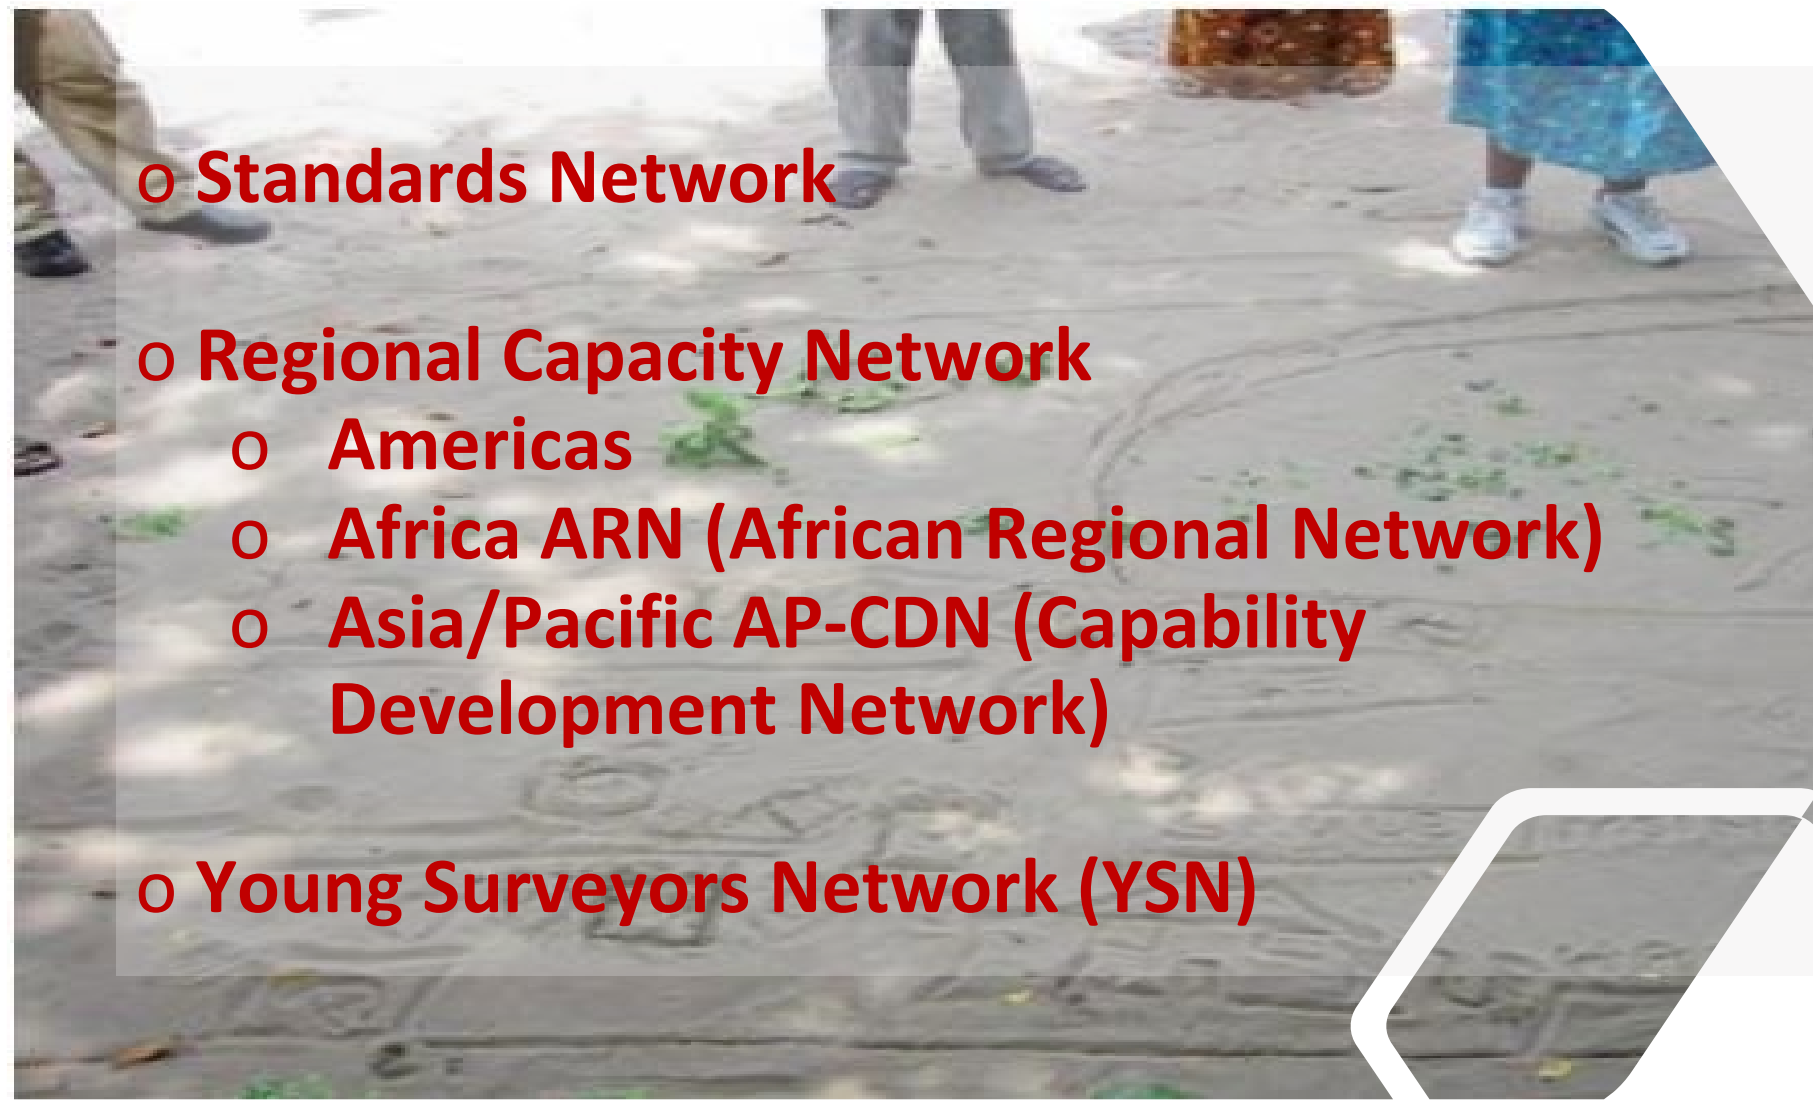 o Standards Network
o Regional Capacity Network
o Americas
o Africa ARN (African Regional Network)
o Asia/Pacific AP-CDN (Capability
Development Network)
o Young Surveyors Network (YSN)